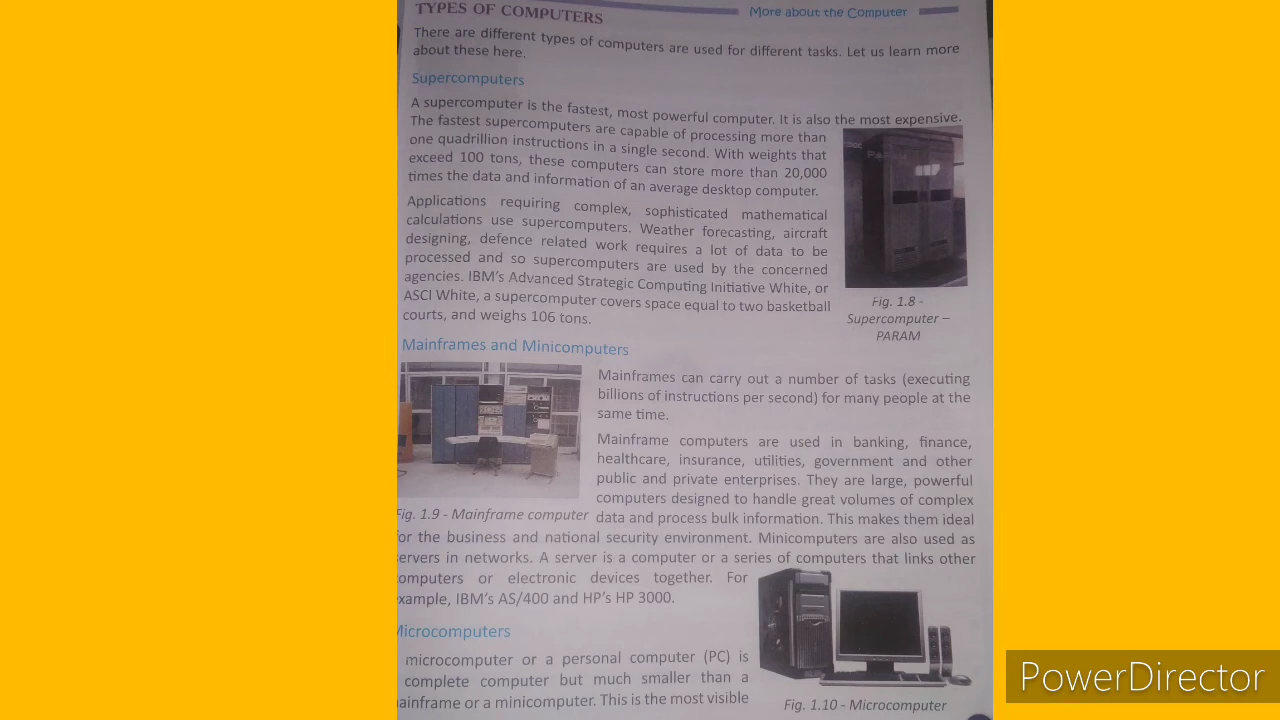 TYPES OF COMPUTERS
More about the Computer
There are different types of computers are used for different tasks. Let us learn more
about these here.
Supercomputers
A supercomputer is the fastest, most powerful computer. It is also the most expensive.
The fastest supercomputers are capable of processing more than
one quadrillion instructions in a single second. With weights that
exceed 100 tons, these computers can store more than 20,000
times the data and information of an average desktop computer.
Applications requiring complex, sophisticated mathematical
calculations use supercomputers. Weather forecasting, aircraft
designing, defence related work requires a lot of data to be
processed and so supercomputers are used by the concerned
agencies. IBM's Advanced Strategic Computing Initiative White, or
ASCI White, a supercomputer covers space equal to two basketball
courts, and weighs 106 tons.
PARAM
Fig. 1.8 -
Supercomputer –
PARAM
Mainframes and Minicomputers
Mainframes can carry out a number of tasks (executing
billions of instructions per second) for many people at the
same time.
Mainframe computers are used in banking, finance,
healthcare, insurance, utilities, government and other
public and private enterprises. They are large, powerful
computers designed to handle great volumes of complex
Fig. 1.9 - Mainframe computer
data and process bulk information. This makes them ideal
for the business and national security environment. Minicomputers are also used as
servers in networks. A server is a computer or a series of computers that links other
computers or electronic devices together. For
example, IBM's AS/400 and HP's HP 3000.
Microcomputers
microcomputer or a personal computer (PC) is
complete computer but much smaller than a
mainframe or a minicomputer. This is the most visible
Fig. 1.10 - Microcomputer
PowerDirector